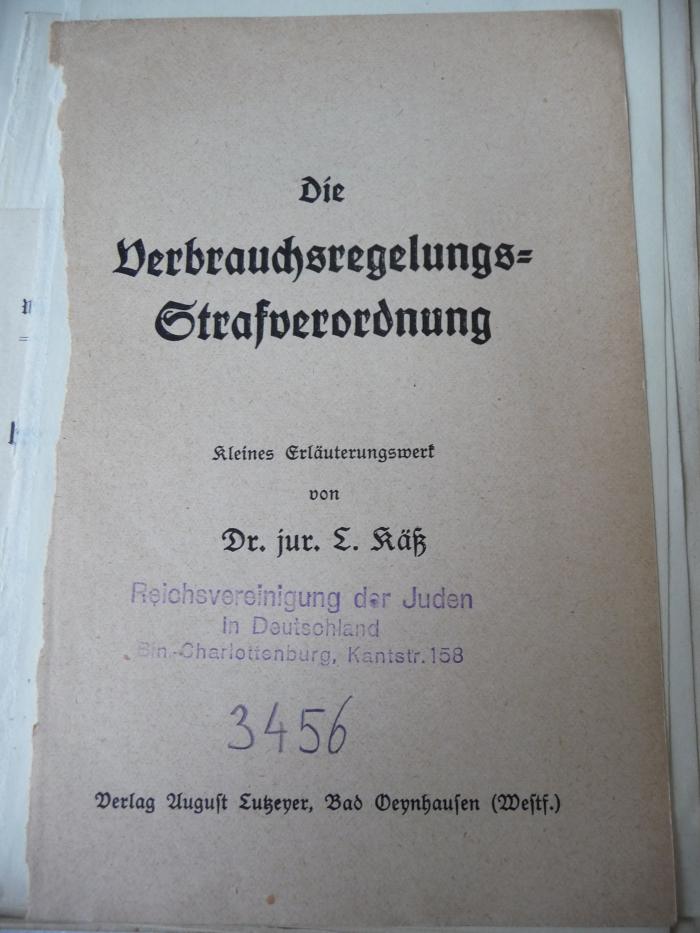 Die
Verbrauchsregelungs=
Strafverordnung
Kleines Erläuterungswerk
von
Dr. jur. L. Käß
Reichsvereinigung der Juden
in Deutschland
Bln.-Charlottenburg, Kantstr. 158
3456
Verlag August Lutzeyer, Bad Oeynhausen (Westf.)